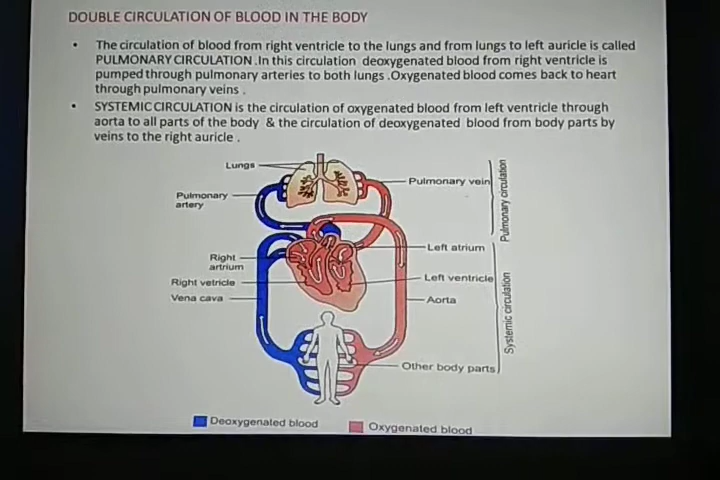 DOUBLE CIRCULATION OF BLOOD IN THE BODY
• The circulation of blood from right ventricle to the lungs and from lungs to left auricle is called
PULMONARY CIRCULATION .In this circulation deoxygenated blood from right ventricle is
pumped through pulmonary arteries to both lungs .Oxygenated blood comes back to heart
through pulmonary veins .
• SYSTEMIC CIRCULATION is the circulation of oxygenated blood from left ventricle through
aorta to all parts of the body & the circulation of deoxygenated blood from body parts by
veins to the right auricle .
Lungs
Pulmonary vein
Pulmonary
artery
Pulmonary circulation
Left atrium
Right
artrium
Left ventricle
Right vetricle
Vena cava
Aorta
Systemic circulation
Other body parts
Deoxygenated blood
Oxygenated blood